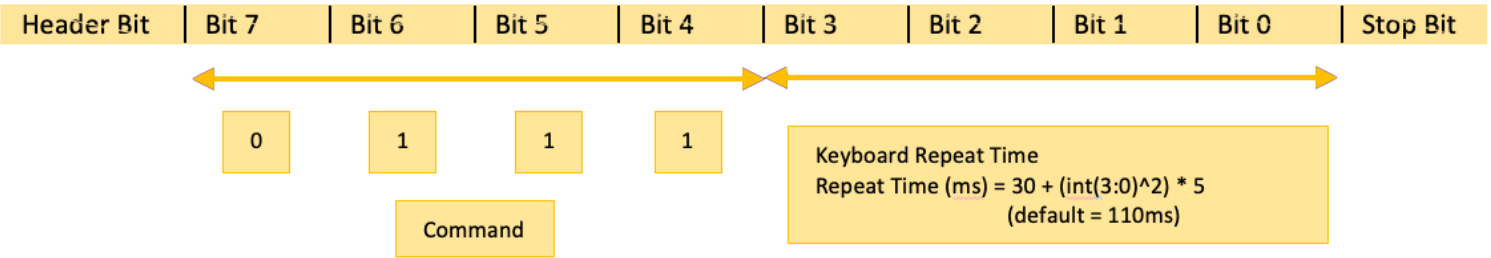 Header Bit Bit 7 Bit 6 Bit 5 Bit 4 Bit 3 Bit 2 Bit 1 Bit 0 Stop Bit
0 1 1 1
Keyboard Repeat Time
Repeat Time (ms) = 30 + (int(3:0)^2) * 5
(default = 110ms)
Command